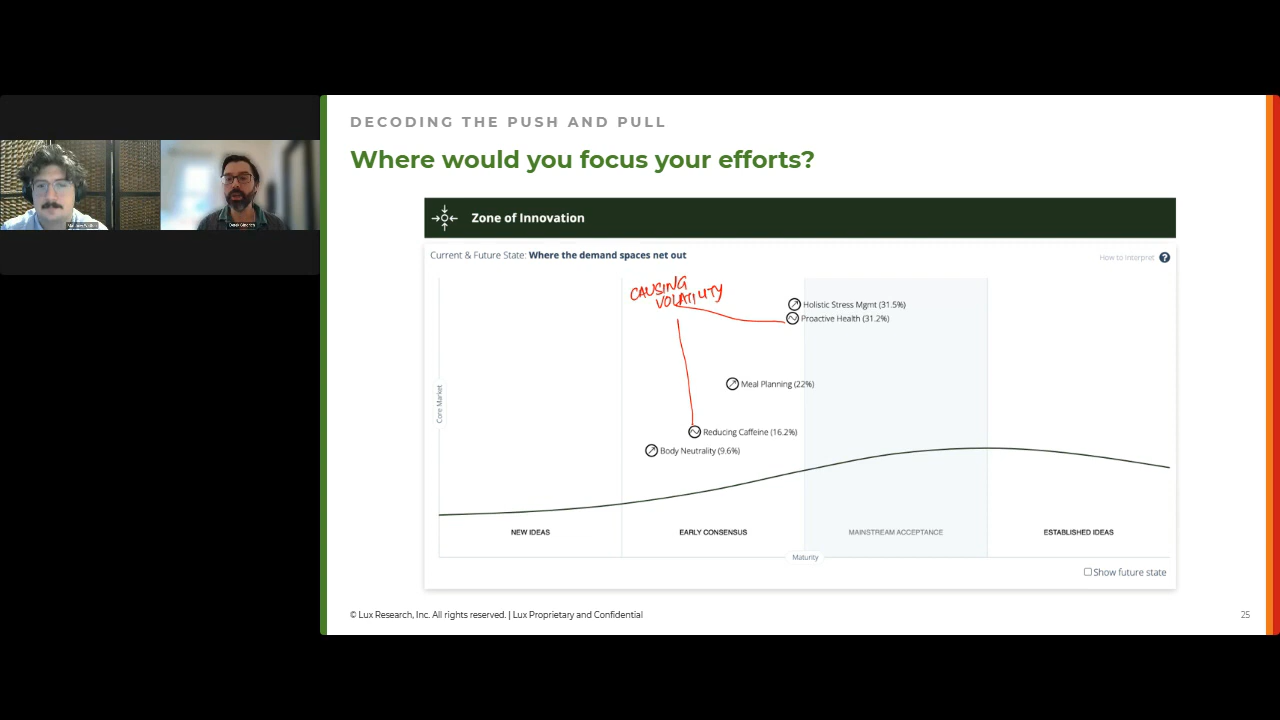 DECODING THE PUSH AND PULL
Where would you focus your efforts?
Zone of Innovation
Current & Future State: Where the demand spaces net out
How to Interpret ?
CAUSING
VOLATILITY
Holistic Stress Mgmt (31.5%)
Proactive Health (31.2%)
Meal Planning (22%)
Core Market
Reducing Caffeine (16.2%)
Body Neutrality (9.6%)
NEW IDEAS
EARLY CONSENSUS
MAINSTREAM ACCEPTANCE
ESTABLISHED IDEAS
Maturity
Show future state
© Lux Research, Inc. All rights reserved. | Lux Proprietary and Confidential
25